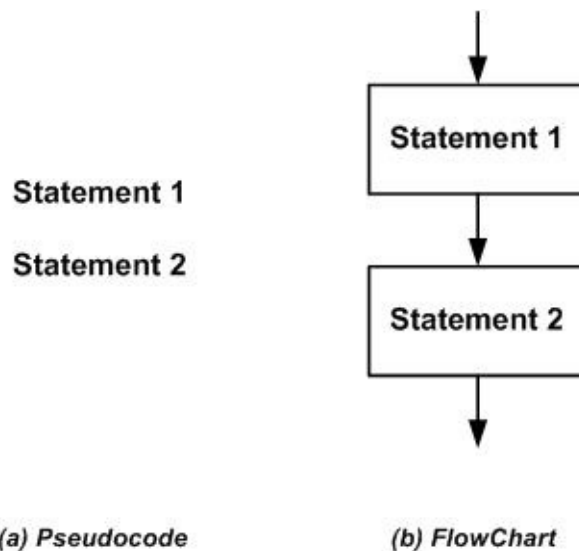 Statement 1
Statement 2
Statement 1
Statement 2
(a) Pseudocode
(b) FlowChart